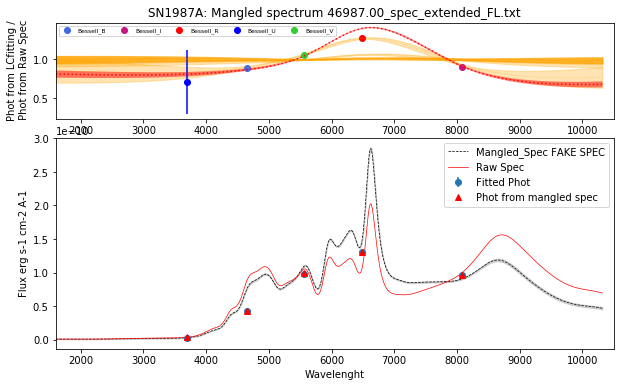 SN1987A: Mangled spectrum 46987.00_spec_extended_FL.txt
Phot from LCfitting /
Phot from Raw Spec
Bessell_B Bessell_I Bessell_R Bessell_U Bessell_V
1.0
0.5
2000 3000 4000 5000 6000 7000 8000 9000 10000
3.0
2.5
2.0
1.5
1.0
0.5
0.0
Flux erg s-1 cm-2 A-1
Mangled_Spec FAKE SPEC
Raw Spec
Fitted Phot
Phot from mangled spec
2000 3000 4000 5000 6000 7000 8000 9000 10000
Wavelenght